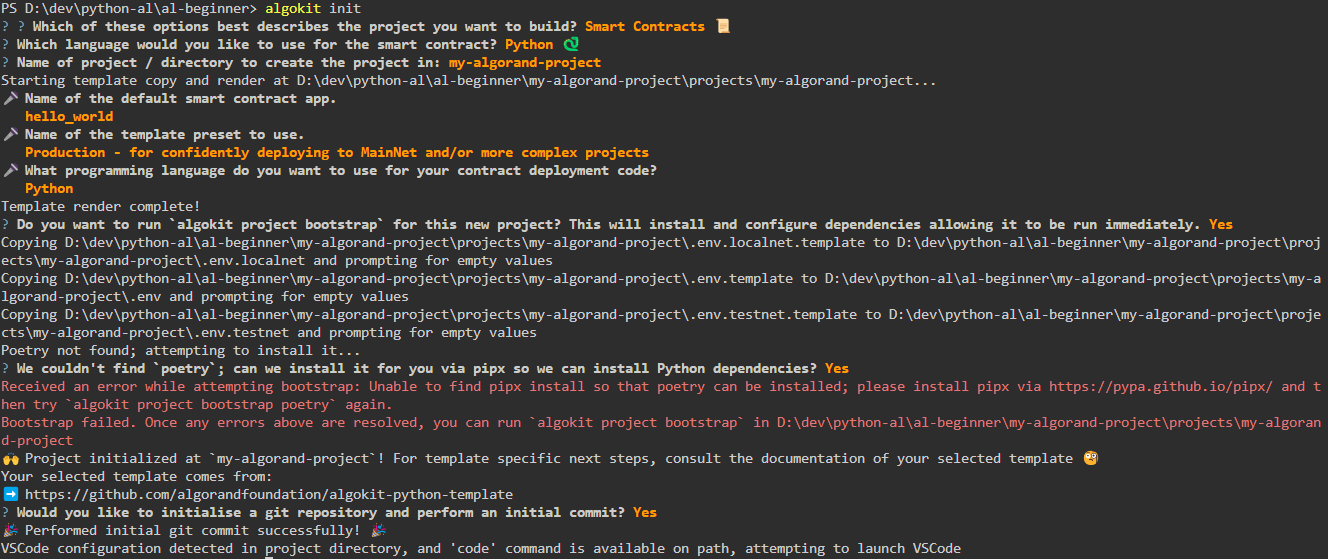 PS D:\dev\python-al\al-beginner> algokit init
? ? Which of these options best describes the project you want to build? Smart Contracts 📜
? Which language would you like to use for the smart contract? Python 🐍
? Name of project / directory to create the project in: my-algorand-project
Starting template copy and render at D:\dev\python-al\al-beginner\my-algorand-project\projects\my-algorand-project...
🎤 Name of the default smart contract app.
hello_world
🎤 Name of the template preset to use.
Production - for confidently deploying to MainNet and/or more complex projects
🎤 What programming language do you want to use for your contract deployment code?
Python
Template render complete!
? Do you want to run `algokit project bootstrap` for this new project? This will install and configure dependencies allowing it to be run immediately. Yes
Copying D:\dev\python-al\al-beginner\my-algorand-project\projects\my-algorand-project\.env.localnet.template to D:\dev\python-al\al-beginner\my-algorand-project\proj
ects\my-algorand-project\.env.localnet and prompting for empty values
Copying D:\dev\python-al\al-beginner\my-algorand-project\projects\my-algorand-project\.env.template to D:\dev\python-al\al-beginner\my-algorand-project\projects\my-a
lgorand-project\.env and prompting for empty values
Copying D:\dev\python-al\al-beginner\my-algorand-project\projects\my-algorand-project\.env.testnet.template to D:\dev\python-al\al-beginner\my-algorand-project\proje
cts\my-algorand-project\.env.testnet and prompting for empty values
Poetry not found; attempting to install it...
? We couldn't find `poetry`; can we install it for you via pipx so we can install Python dependencies? Yes
Received an error while attempting bootstrap: Unable to find pipx install so that poetry can be installed; please install pipx via https://pypa.github.io/pipx/ and t
hen try `algokit project bootstrap poetry` again.
Bootstrap failed. Once any errors above are resolved, you can run `algokit project bootstrap` in D:\dev\python-al\al-beginner\my-algorand-project\projects\my-algoran
d-project
🙌 Project initialized at `my-algorand-project`! For template specific next steps, consult the documentation of your selected template 🧐
Your selected template comes from:
➡️ https://github.com/algorandfoundation/algokit-python-template
? Would you like to initialise a git repository and perform an initial commit? Yes
🎉 Performed initial git commit successfully! 🎉
VSCode configuration detected in project directory, and 'code' command is available on path, attempting to launch VSCode